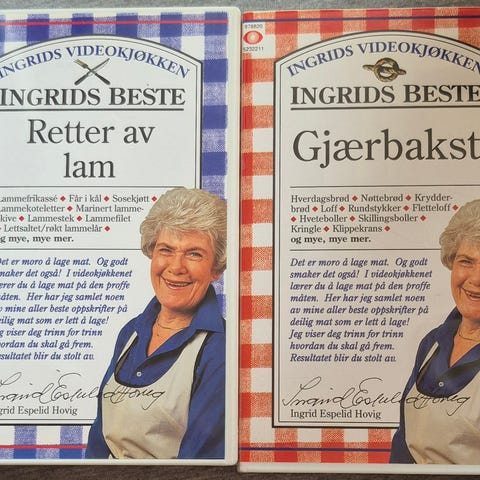 INGRIDS VIDEOKJØKKEN
INGRIDS BESTE
Retter av
lam
Lammefrikassé ◆ Får i kål ◆ Sosekjøtt ◆
Lammekoteletter ◆ Marinert lamme-
skive ◆ Lammestek ◆ Lammefilet
◆ Lettsaltet/røkt lammelår ◆
og mye, mye mer.
Det er moro å lage mat. Og godt
smaker det også! I videokjøkkenet
lærer du å lage mat på den proffe
måten. Her har jeg samlet noen
av mine aller beste oppskrifter på
deilig mat som er lett å lage!
Jeg viser deg trinn for trinn
hvordan du skal gå frem.
Resultatet blir du stolt av.
Ingrid Espelid Hovig
Ingrid Espelid Hovig
978820
6232211
INGRIDS VIDEOKJØKKEN
INGRIDS BESTE
Gjærbakst
Hverdagsbrød ◆ Nøttebrød ◆ Krydder-
brød ◆ Loff ◆ Rundstykker ◆ Fletteloff ◆
◆ Hveteboller ◆ Skillingsboller ◆
Kringle ◆ Klippekrans ◆
og mye, mye mer.
Det er moro å lage mat. Og godt
smaker det også! I videokjøkkenet
lærer du å lage mat på den proffe
måten. Her har jeg samlet noen
av mine aller beste oppskrifter på
deilig mat som er lett å lage!
Jeg viser deg trinn for trinn
hvordan du skal gå frem.
Resultatet blir du stolt av.
Ingrid Espelid Hovig
Ingrid Espelid Hovig